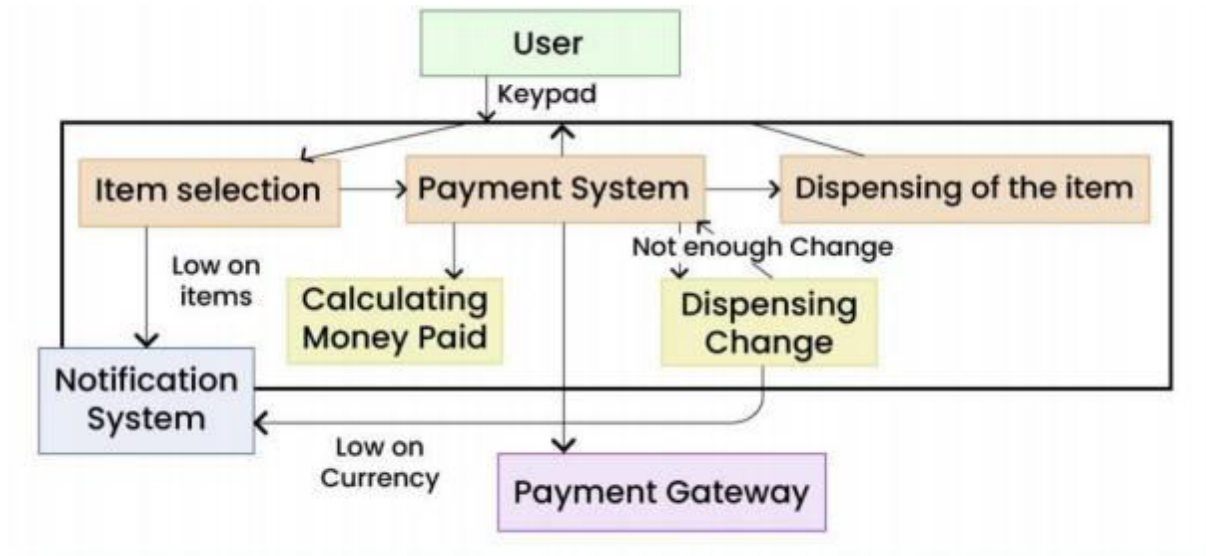 User
Keypad
Item selection
Payment System
Dispensing of the item
Not enough Change
Low on
items
Calculating
Money Paid
Dispensing
Change
Notification
System
Low on
Currency
Payment Gateway